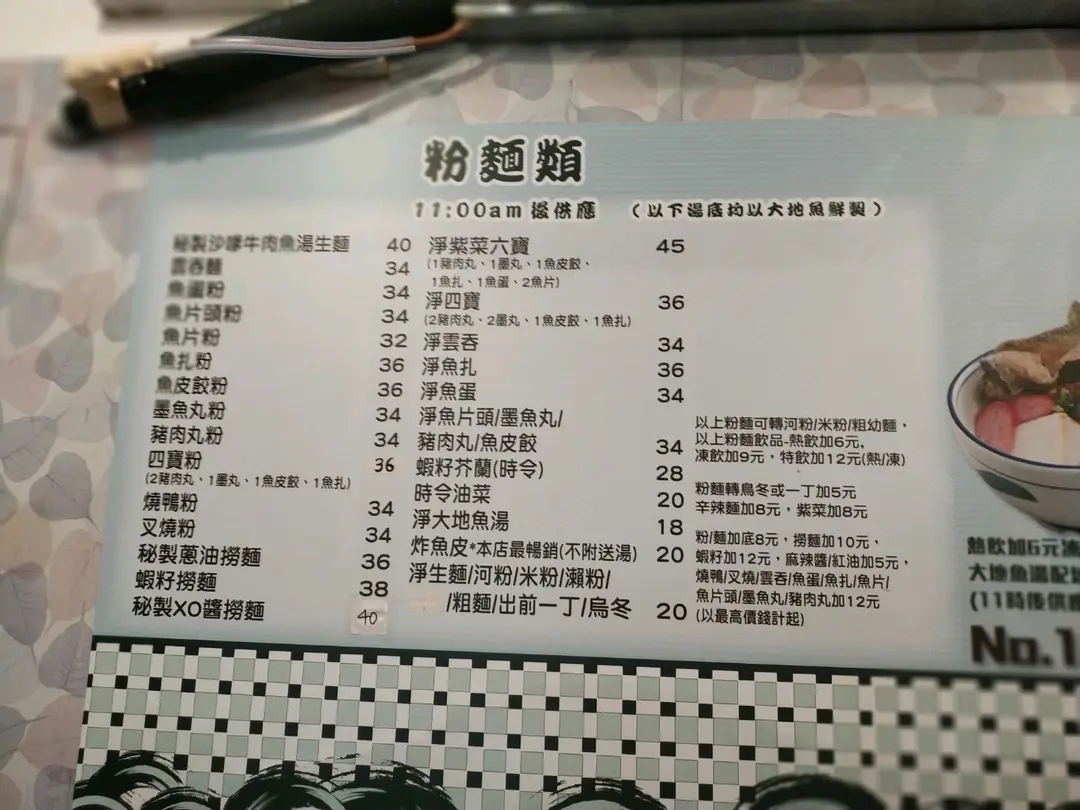 粉麵類
11:00am 後供應 （以下湯底均以大地魚鮮製）
秘製沙嗲牛肉魚湯生麵 40
雲吞麵 34
魚蛋粉 34
魚片頭粉 34
魚片粉 32
魚扎粉 36
魚皮餃粉 36
墨魚丸粉 34
豬肉丸粉 34
四寶粉 36
(2豬肉丸、1墨丸、1魚皮餃、1魚扎)
燒鴨粉 34
叉燒粉 34
秘製蔥油撈麵 36
蝦籽撈麵 38
秘製XO醬撈麵 40
淨紫菜六寶 45
(1豬肉丸、1墨丸、1魚皮餃、
1魚扎、1魚蛋、2魚片)
淨四寶 36
(2豬肉丸、2墨丸、1魚皮餃、1魚扎)
淨雲吞 34
淨魚扎 36
淨魚蛋 34
淨魚片頭/墨魚丸/
豬肉丸/魚皮餃 34
蝦籽芥蘭(時令) 28
時令油菜 20
淨大地魚湯 18
炸魚皮*本店最暢銷(不附送湯) 20
淨生麵/河粉/米粉/瀨粉/
/粗麵/出前一丁/烏冬 20
以上粉麵可轉河粉/米粉/粗幼麵，
以上粉麵飲品-熱飲加6元,
凍飲加9元，特飲加12元(熱/凍)
粉麵轉烏冬或一丁加5元
辛辣麵加8元，紫菜加8元
粉/麵加底8元，撈麵加10元，
蝦籽加12元，麻辣醬/紅油加5元，
燒鴨/叉燒/雲吞/魚蛋/魚扎/魚片/
魚片頭/墨魚丸/豬肉丸加12元
(以最高價錢計起)
熱飲加6元凍
大地魚湯配
(11時後供應
No.1